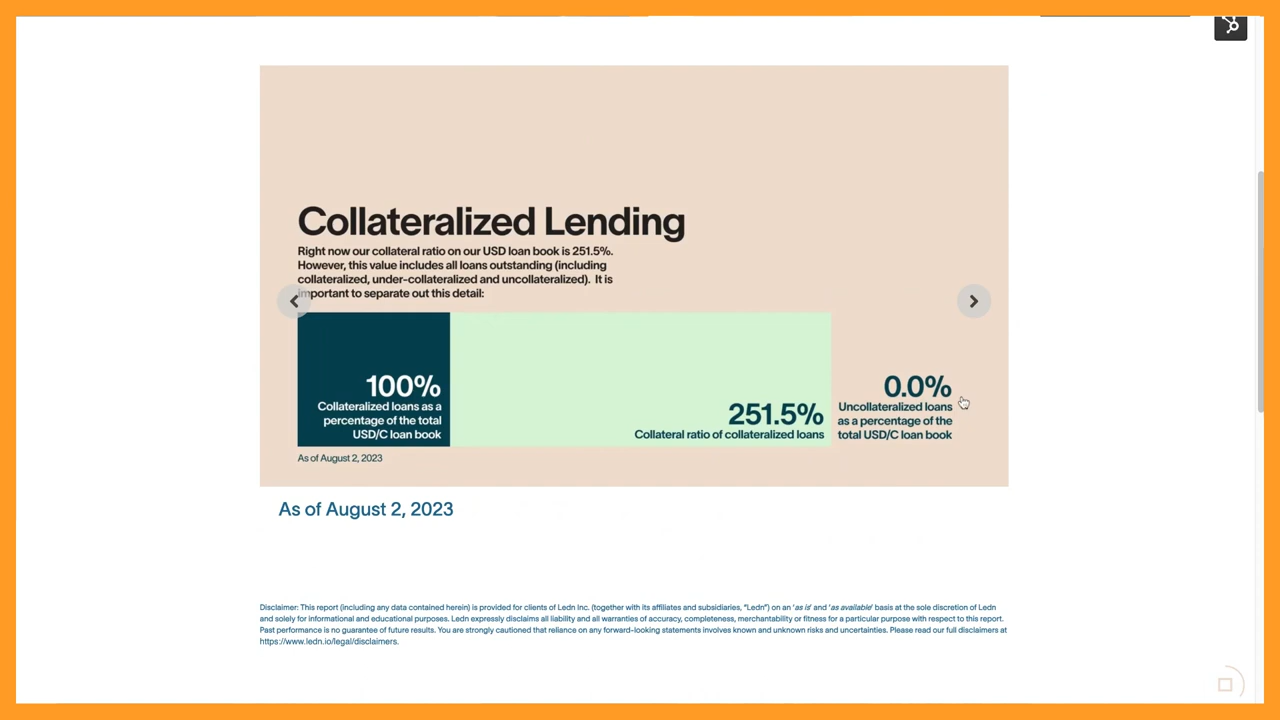 Collateralized Lending
Right now our collateral ratio on our USD loan book is 251.5%.
However, this value includes all loans outstanding (including
collateralized, under-collateralized and uncollateralized). It is
important to separate out this detail:
100%
Collateralized loans as a
percentage of the total
USD/C loan book
251.5%
Collateral ratio of collateralized loans
0.0%
Uncollateralized loans
as a percentage of the
total USD/C loan book
As of August 2, 2023
As of August 2, 2023
Disclaimer: This report (including any data contained herein) is provided for clients of Ledn Inc. (together with its affiliates and subsidiaries, “Ledn”) on an ‘as is’ and ‘as available’ basis at the sole discretion of Ledn
and solely for informational and educational purposes. Ledn expressly disclaims all liability and all warranties of accuracy, completeness, merchantability or fitness for a particular purpose with respect to this report.
Past performance is no guarantee of future results. You are strongly cautioned that reliance on any forward-looking statements involves known and unknown risks and uncertainties. Please read our full disclaimers at
https://www.ledn.io/legal/disclaimers.